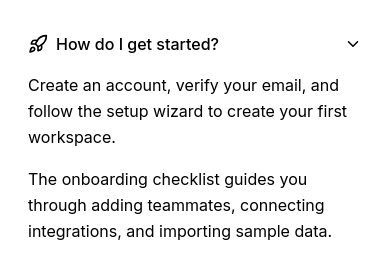 How do I get started?
Create an account, verify your email, and
follow the setup wizard to create your first
workspace.
The onboarding checklist guides you
through adding teammates, connecting
integrations, and importing sample data.